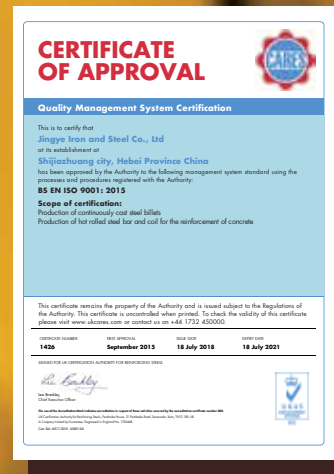 CERTIFICATE
OF APPROVAL
CARES
Quality Management System Certification
This is to certify that
Jingye Iron and Steel Co., Ltd
at its establishment at
Shijiazhuang city, Hebei Province China
has been approved by the Authority to the following management system standard using the
processes and procedures registered with the Authority:
BS EN ISO 9001: 2015
Scope of certification:
Production of continuously cast steel billets
Production of hot rolled steel bar and coil for the reinforcement of concrete
This certificate remains the property of the Authority and is issued subject to the Regulations of
the Authority. This certificate is uncontrolled when printed. To check the validity of this certificate
please visit www.ukcares.com or contact us on +44 1732 450000.
CERTIFICATE NUMBER FIRST APPROVAL ISSUE DATE EXPIRY DATE
1426 September 2015 18 July 2018 18 July 2021
SIGNED FOR UK CERTIFICATION AUTHORITY FOR REINFORCING STEELS
Lee Brankley
Chief Executive Officer
UKAS